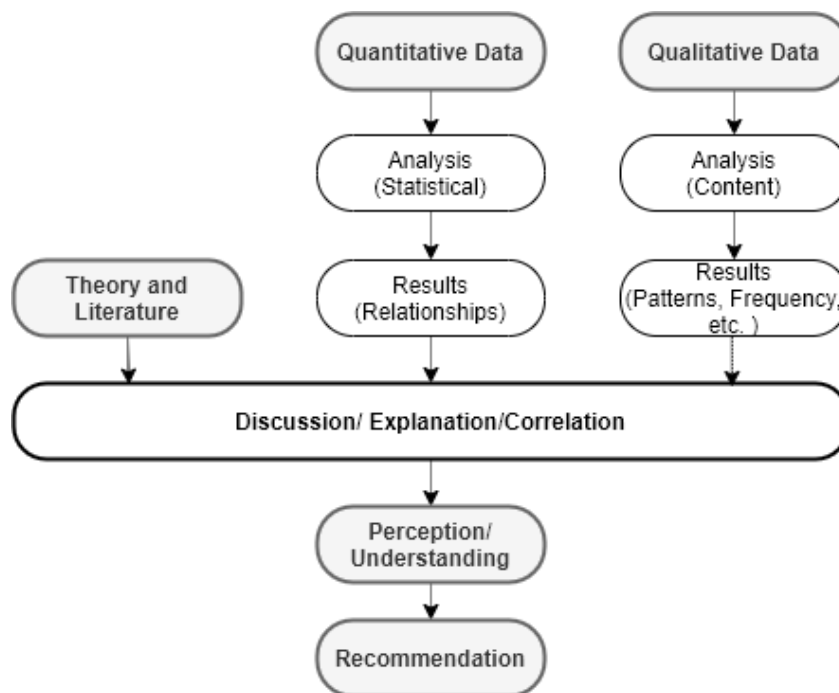 Quantitative Data
Qualitative Data
Analysis
(Statistical)
Analysis
(Content)
Theory and
Literature
Results
(Relationships)
Results
(Patterns, Frequency,
etc. )
Discussion/ Explanation/Correlation
Perception/
Understanding
Recommendation